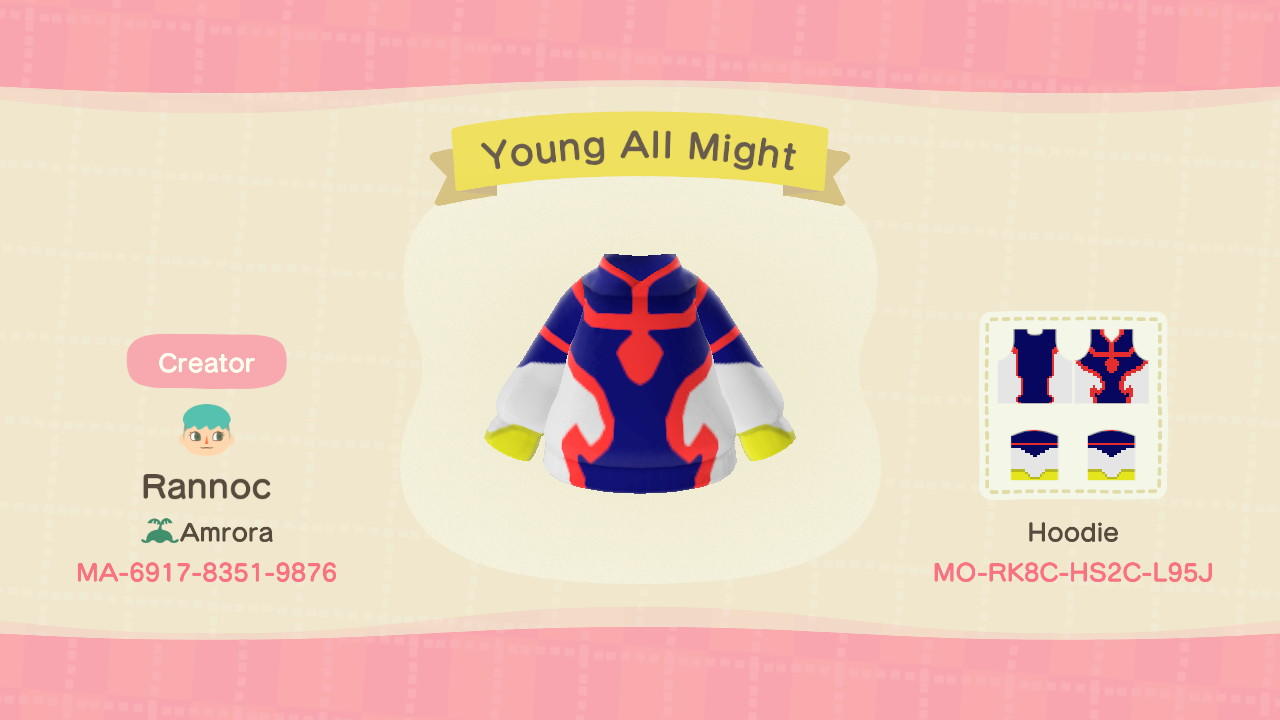 Young All Might
Creator
Rannoc
Amrora
MA-6917-8351-9876
Hoodie
MO-RK8C-HS2C-L95J